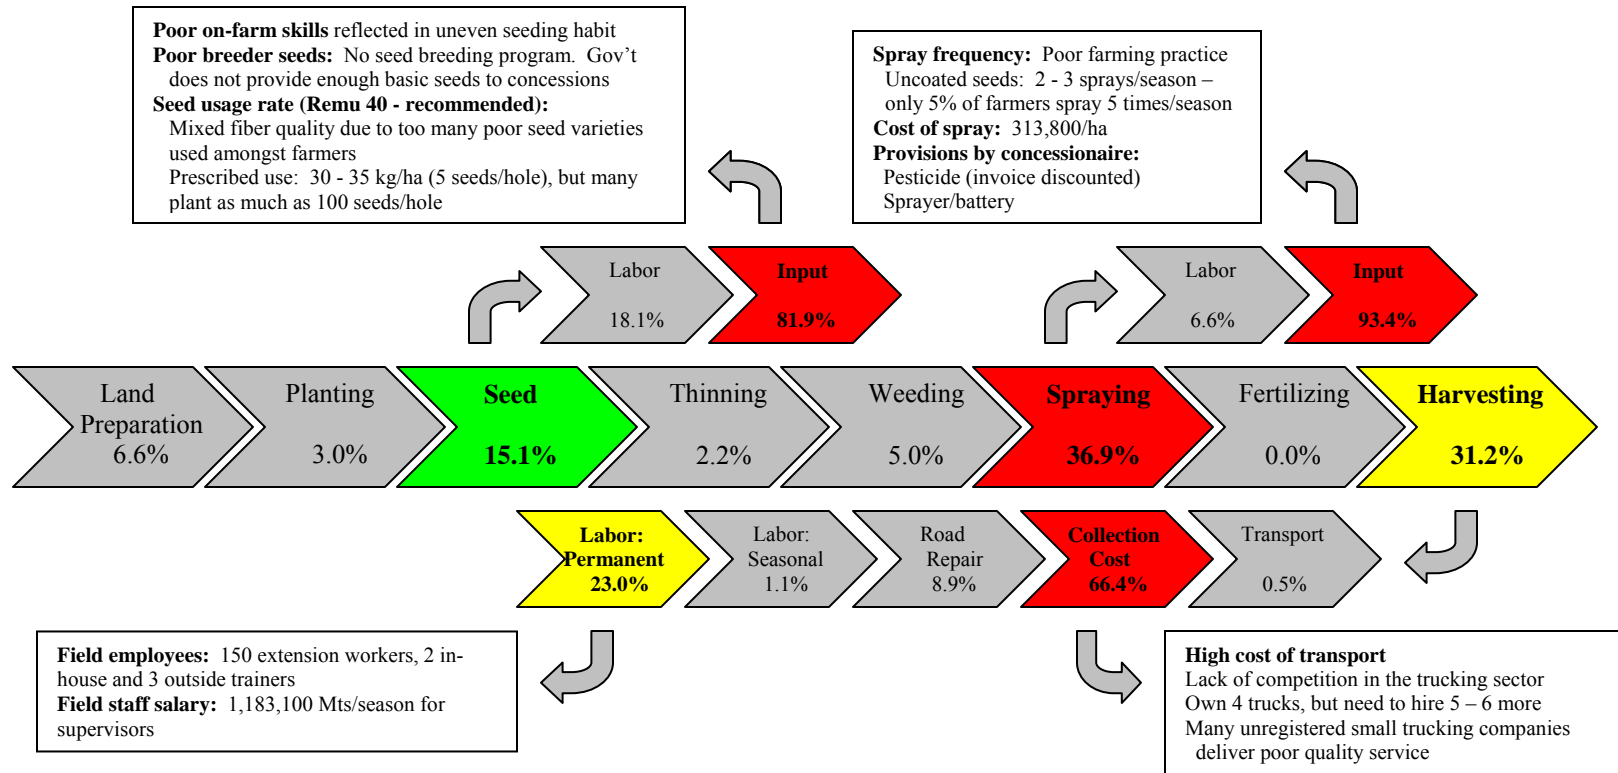 Poor on-farm skills reflected in uneven seeding habit
Poor breeder seeds: No seed breeding program. Gov't
does not provide enough basic seeds to concessions
Seed usage rate (Remu 40 - recommended):
Mixed fiber quality due to too many poor seed varieties
used amongst farmers
Prescribed use: 30 - 35 kg/ha (5 seeds/hole), but many
plant as much as 100 seeds/hole
Spray frequency: Poor farming practice
Uncoated seeds: 2 - 3 sprays/season –
only 5% of farmers spray 5 times/season
Cost of spray: 313,800/ha
Provisions by concessionaire:
Pesticide (invoice discounted)
Sprayer/battery
Labor
18.1%
Input
81.9%
Labor
6.6%
Input
93.4%
Land
Preparation
6.6%
Planting
3.0%
Seed
15.1%
Thinning
2.2%
Weeding
5.0%
Spraying
36.9%
Fertilizing
0.0%
Harvesting
31.2%
Labor:
Permanent
23.0%
Labor:
Seasonal
1.1%
Road
Repair
8.9%
Collection
Cost
66.4%
Transport
0.5%
Field employees: 150 extension workers, 2 in-
house and 3 outside trainers
Field staff salary: 1,183,100 Mts/season for
supervisors
High cost of transport
Lack of competition in the trucking sector
Own 4 trucks, but need to hire 5 – 6 more
Many unregistered small trucking companies
deliver poor quality service